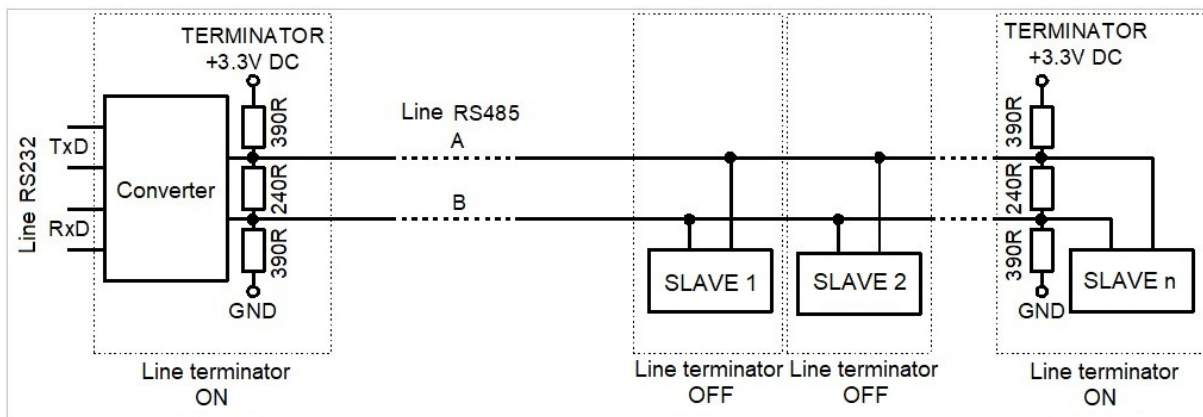 TERMINATOR
+3.3V DC
390R
Line RS485
A
TxD
Line RS232
Converter
240R
B
RxD
390R
GND
Line terminator
ON
SLAVE 1
Line terminator
OFF
SLAVE 2
Line terminator
OFF
TERMINATOR
+3.3V DC
390R
240R
390R
SLAVE n
GND
Line terminator
ON